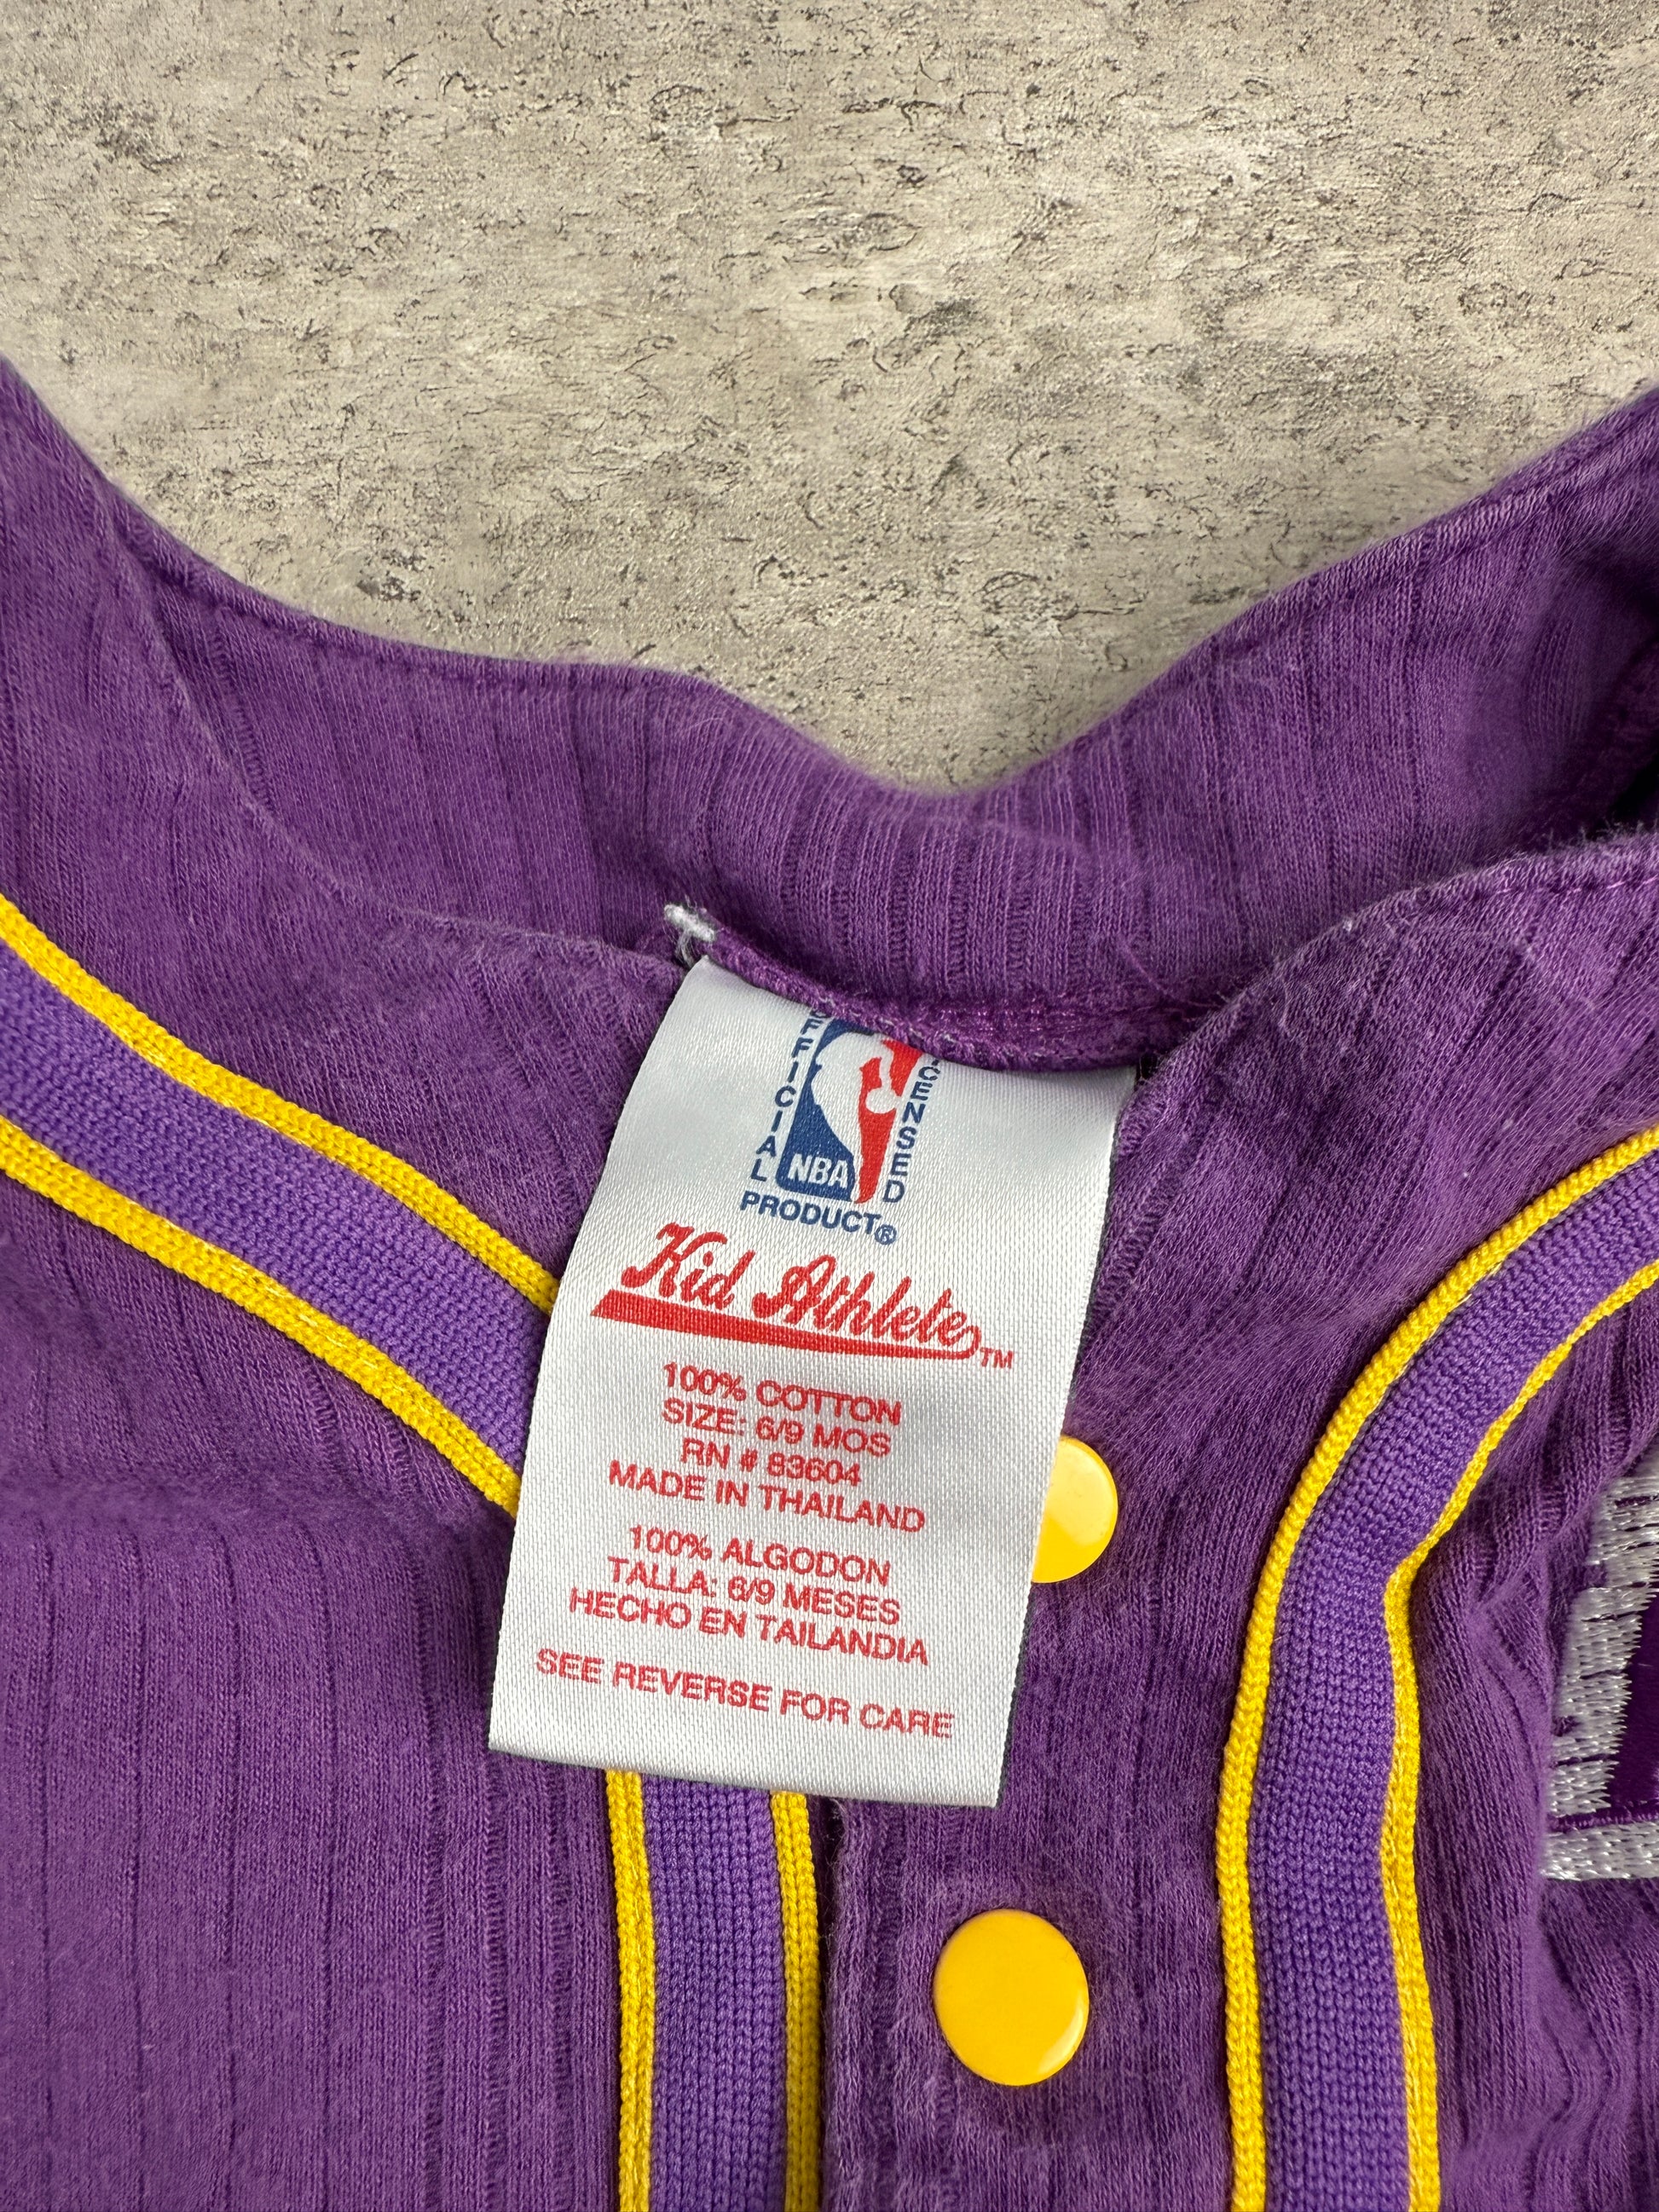 OFFICIAL
NBA
PRODUCT®
Kid Athlete™
100% COTTON
SIZE: 6/9 MOS
RN # 83604
MADE IN THAILAND
100% ALGODON
TALLA: 6/9 MESES
HECHO EN TAILANDIA
SEE REVERSE FOR CARE